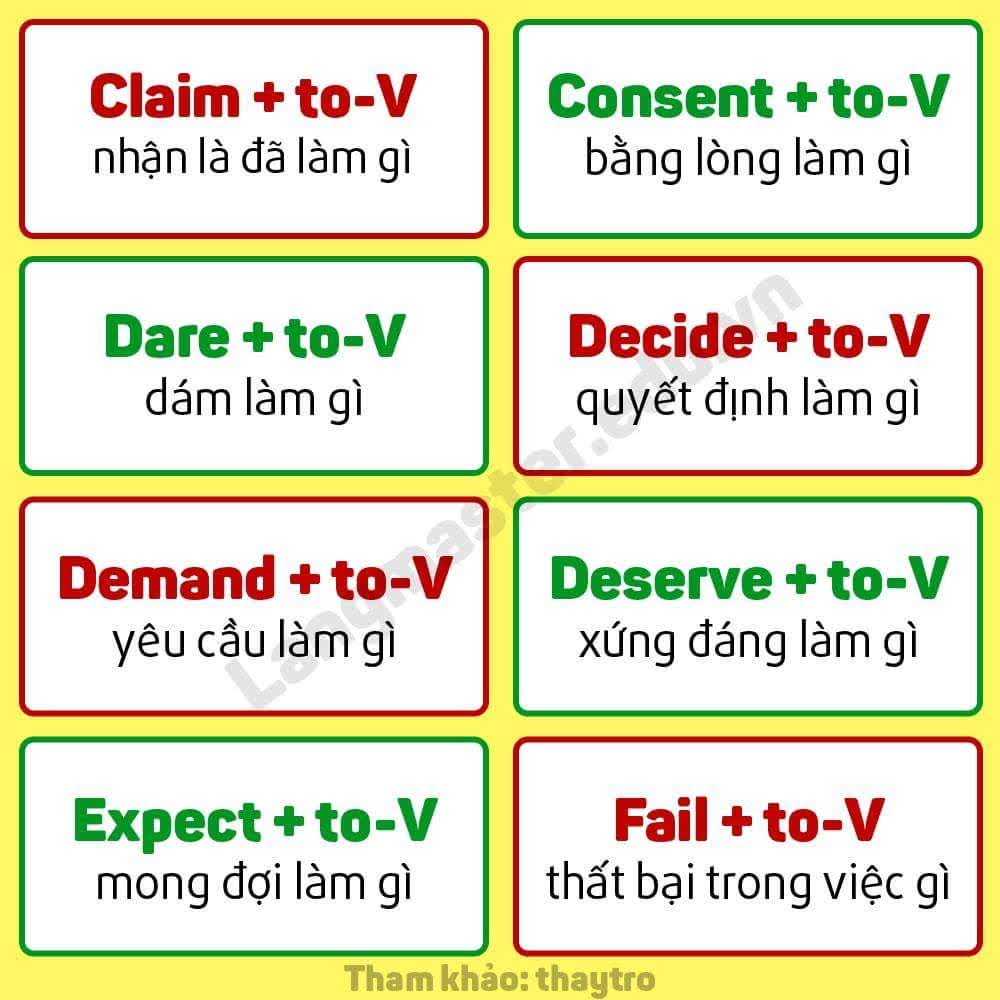 Claim + to-V
nhận là đã làm gì
Consent + to-V
bằng lòng làm gì
Dare + to-V
dám làm gì
Decide + to-V
quyết định làm gì
Demand + to-V
yêu cầu làm gì
Deserve + to-V
xứng đáng làm gì
Expect + to-V
mong đợi làm gì
Fail + to-V
thất bại trong việc gì
Langmaster.edu.vn
Tham khảo: thaytro